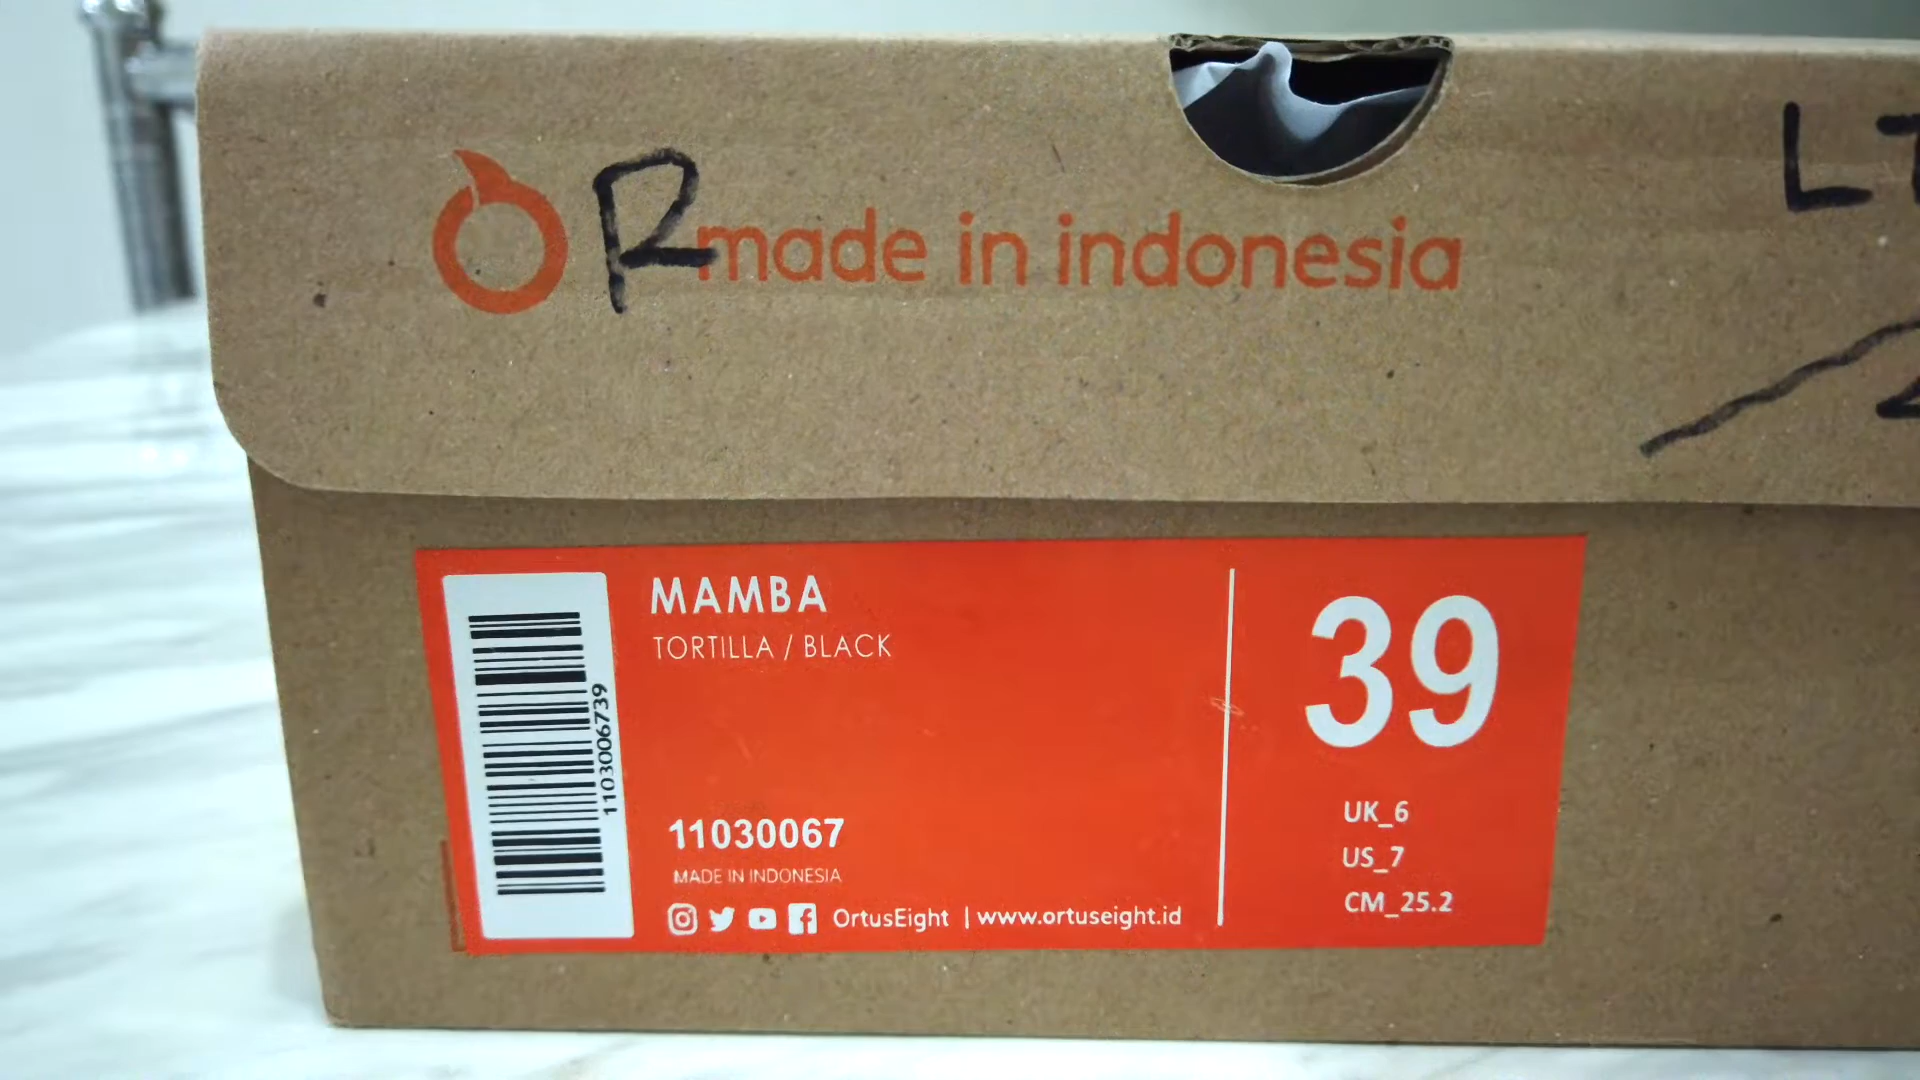 R
made in indonesia
MAMBA
TORTILLA / BLACK
1103006739
11030067
MADE IN INDONESIA
OrtusEight | www.ortuseight.id
39
UK_6
US_7
CM_25.2